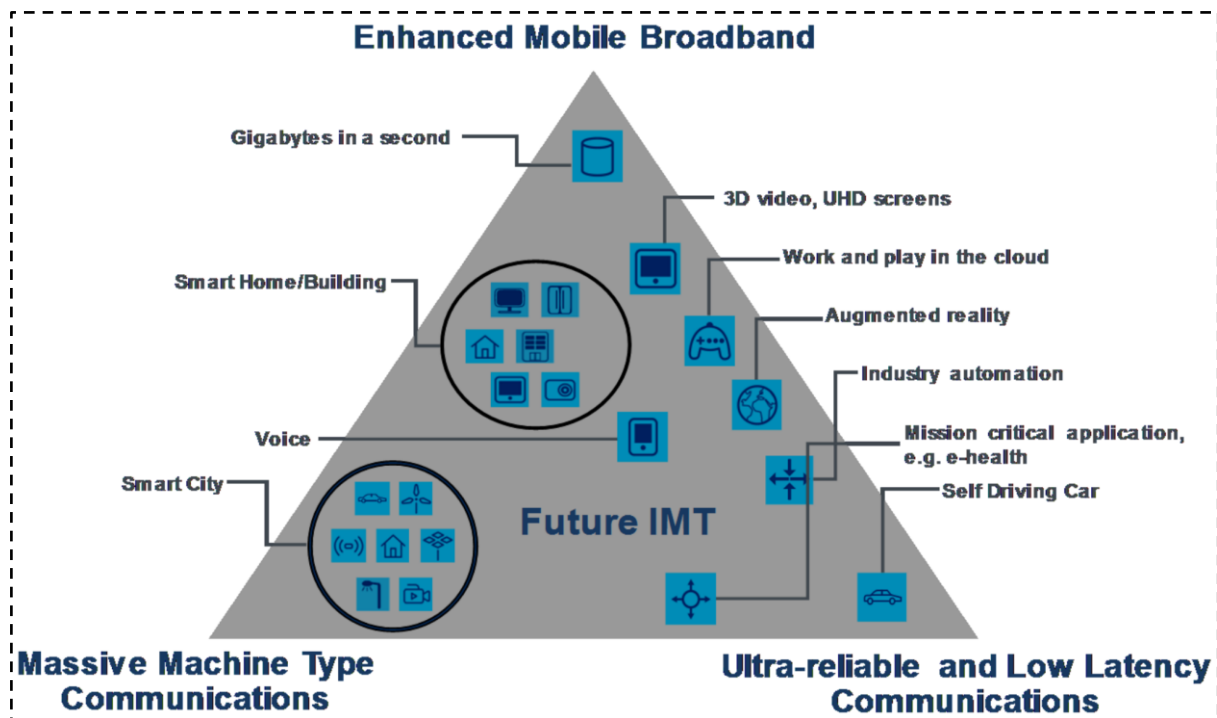 Enhanced Mobile Broadband
Gigabytes in a second
3D video, UHD screens
Work and play in the cloud
Smart Home/Building
Augmented reality
Industry automation
Mission critical application,
e.g. e-health
Voice
Smart City
Self Driving Car
Future IMT
Massive Machine Type
Communications
Ultra-reliable and Low Latency
Communications